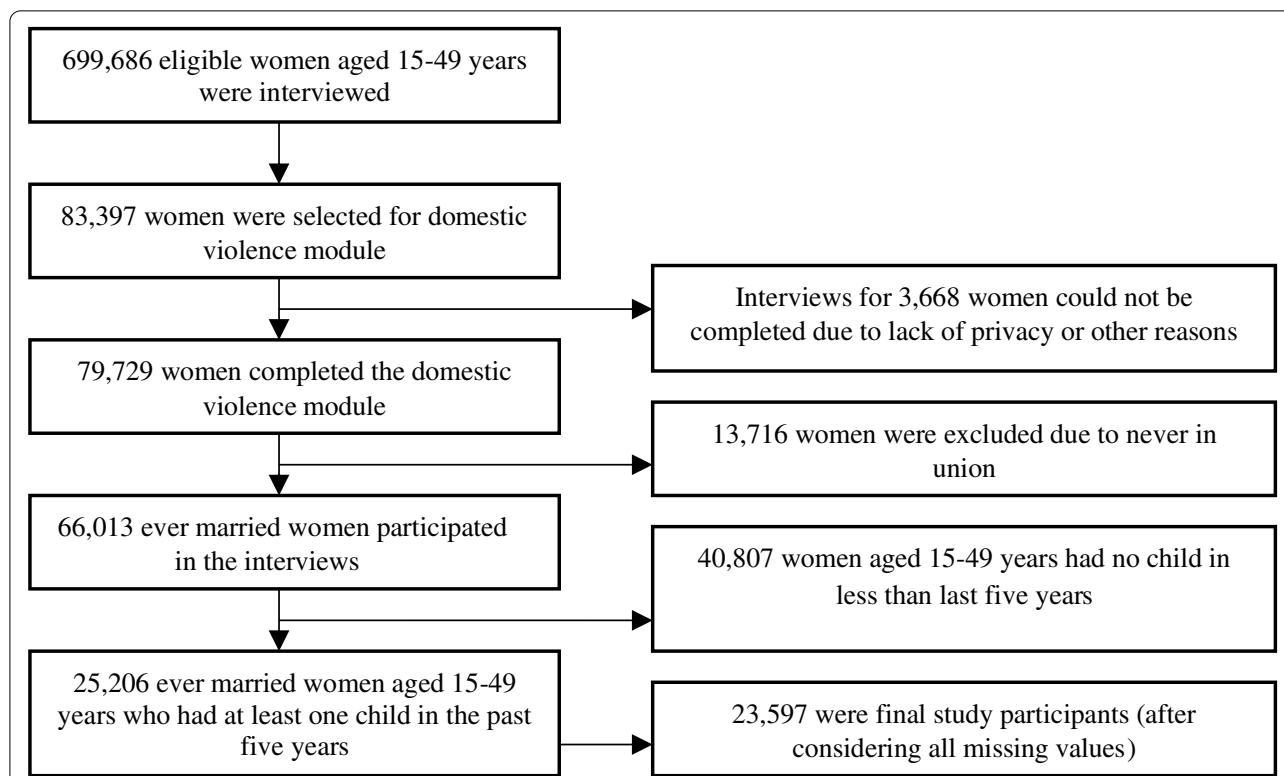 699,686 eligible women aged 15-49 years
were interviewed
83,397 women were selected for domestic
violence module
Interviews for 3,668 women could not be
completed due to lack of privacy or other reasons
79,729 women completed the domestic
violence module
13,716 women were excluded due to never in
union
66,013 ever married women participated
in the interviews
40,807 women aged 15-49 years had no child in
less than last five years
25,206 ever married women aged 15-49
years who had at least one child in the past
five years
23,597 were final study participants (after
considering all missing values)